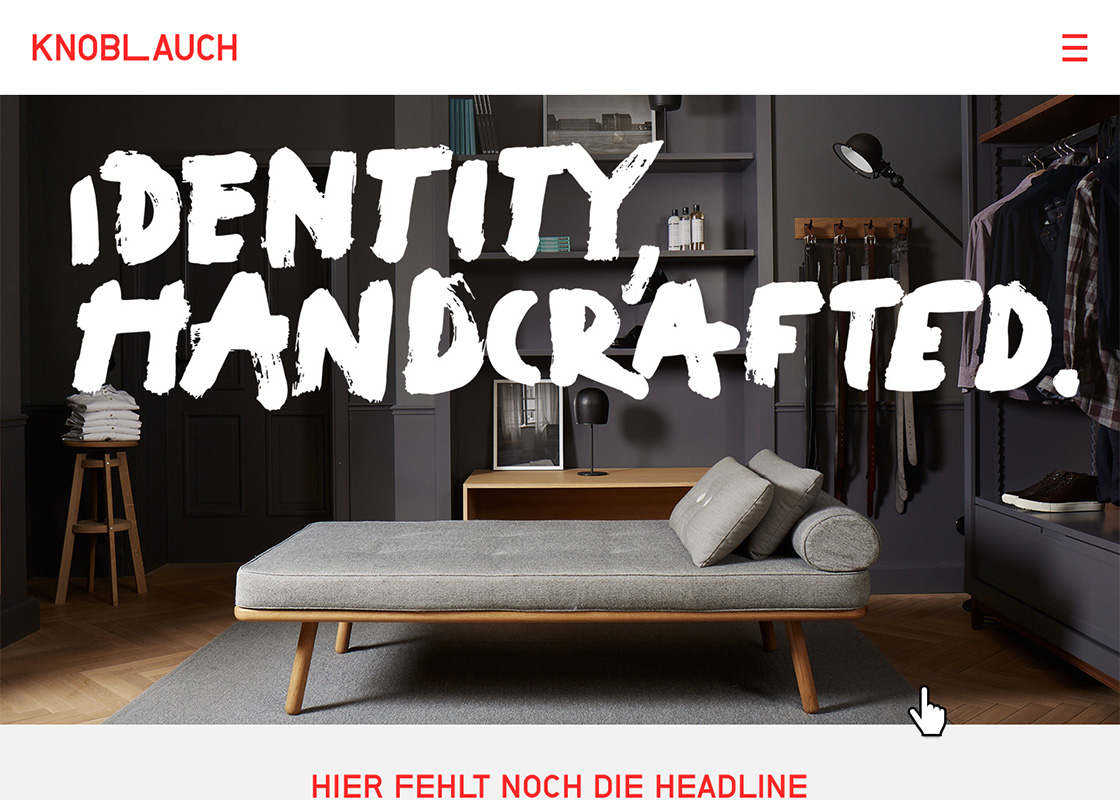 KNOBLAUCH
IDENTITY,
HANDCRAFTED.
HIER FEHLT NOCH DIE HEADLINE